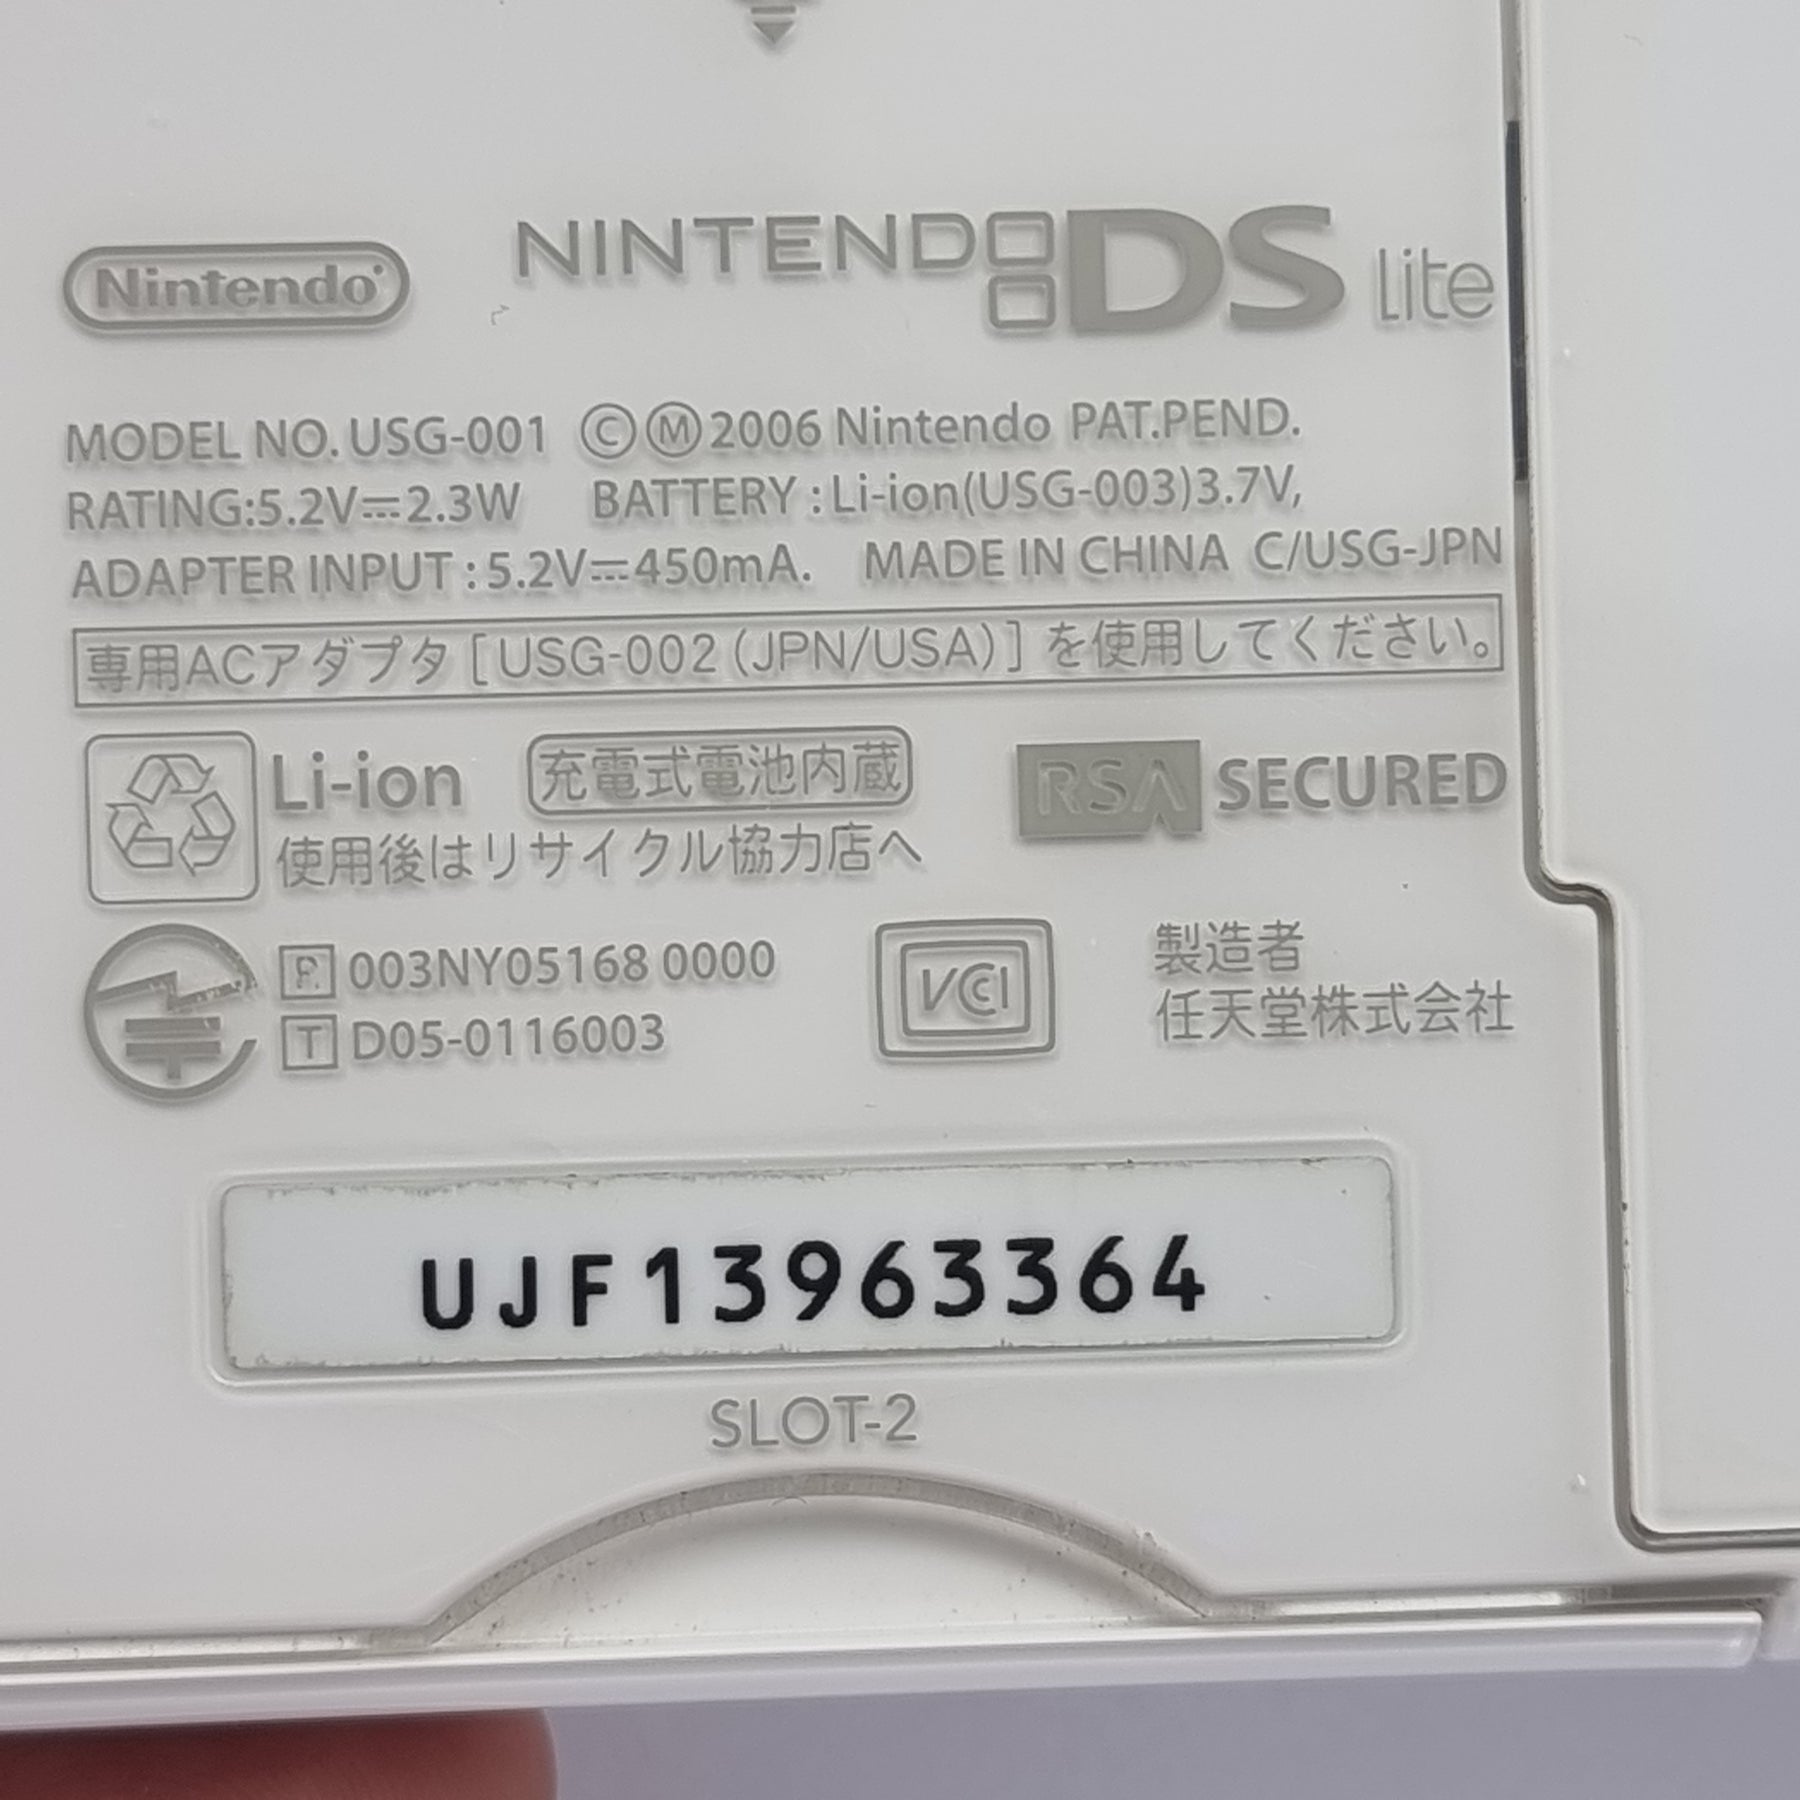 Nintendo
NINTENDO DS Lite
MODEL NO. USG-001 ©Ⓜ2006 Nintendo PAT.PEND.
RATING:5.2V⎓2.3W BATTERY : Li-ion(USG-003)3.7V,
ADAPTER INPUT : 5.2V⎓450mA. MADE IN CHINA C/USG-JPN
専用ACアダプタ [USG-002 (JPN/USA)] を使用してください。
Li-ion 充電式電池内蔵
使用後はリサイクル協力店へ
RSA SECURED
R 003NY05168 0000
T D05-0116003
VCCI
製造者
任天堂株式会社
UJF13963364
SLOT-2